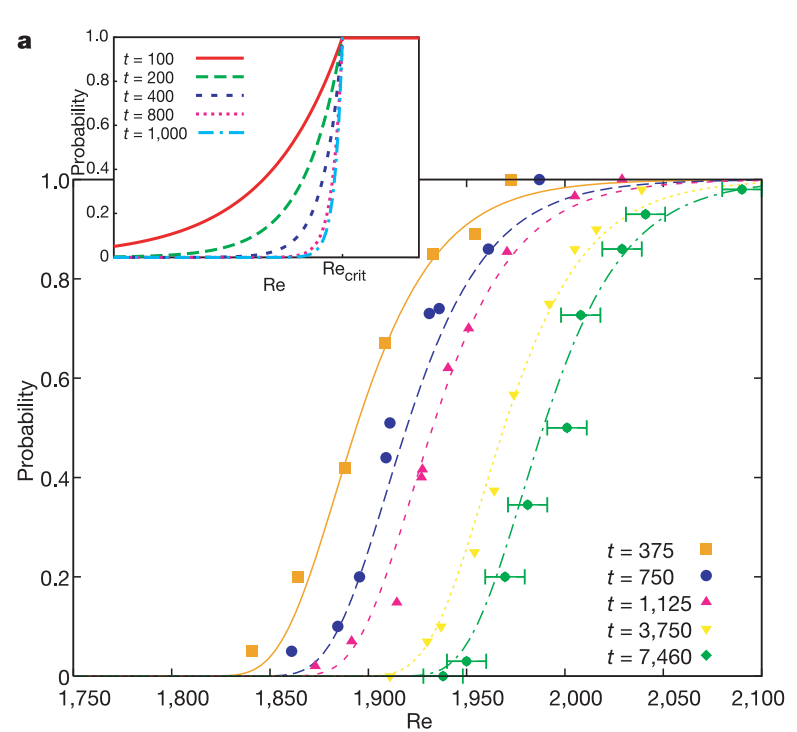 a
1.0
0.8
0.6
0.4
0.2
0
Probability
t = 100
t = 200
t = 400
t = 800
t = 1,000
Re
Re_crit
1.0
0.8
0.6
0.4
0.2
0
Probability
t = 375
t = 750
t = 1,125
t = 3,750
t = 7,460
1,750 1,800 1,850 1,900 1,950 2,000 2,050 2,100
Re